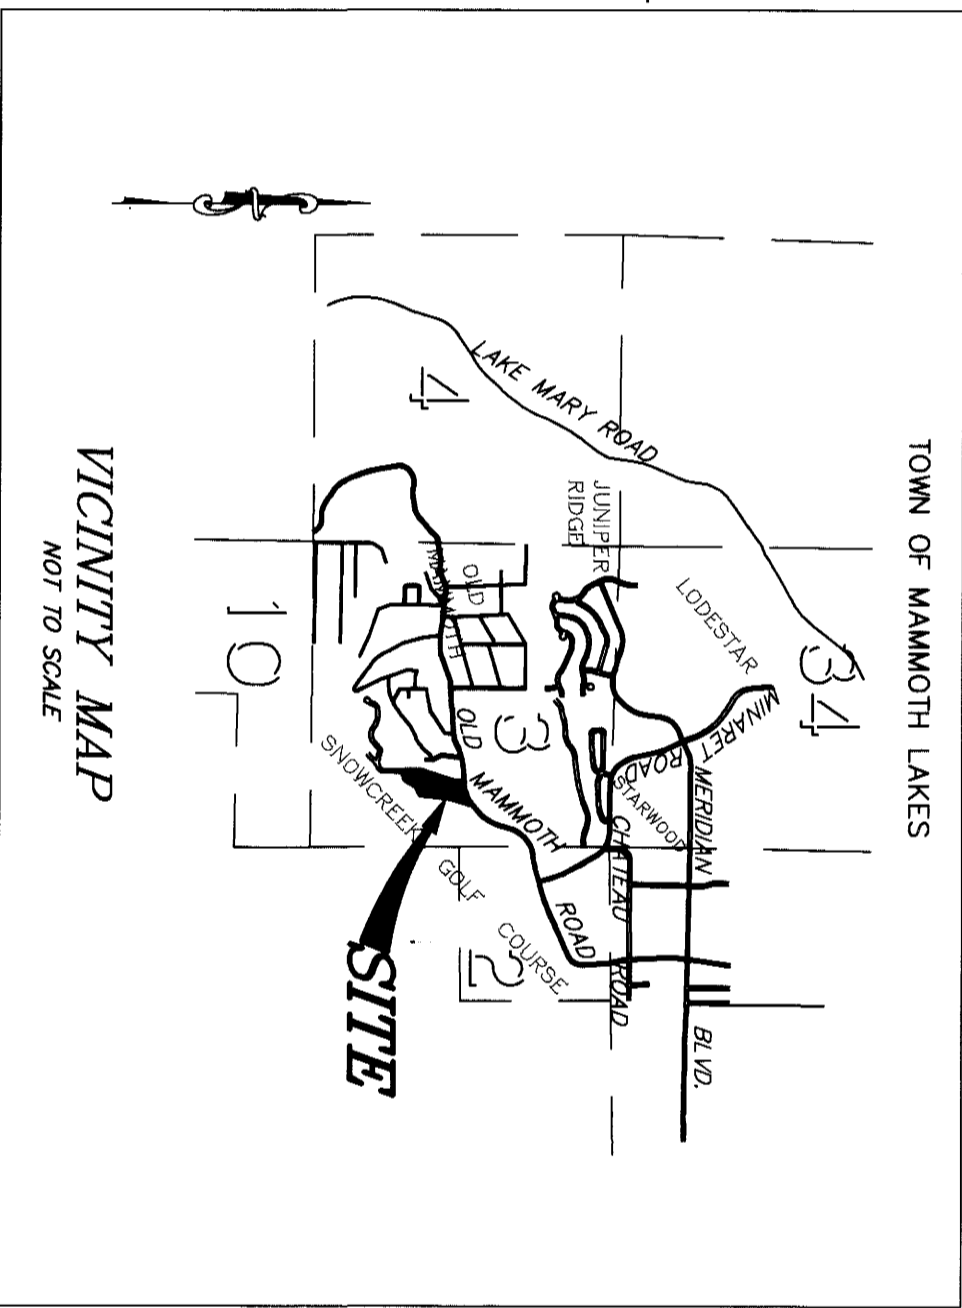 TOWN OF MAMMOTH LAKES
34
LODESTAR
MINARET
ROAD
MERIDIAN
BLVD.
LAKE MARY ROAD
JUNIPER
RIDGE
STARWOOD
CHATEAU ROAD
4
OLD
MAMMOTH
3
OLD
MAMMOTH
ROAD
SNOWCREEK
GOLF
COURSE
2
10
SITE
VICINITY MAP
NOT TO SCALE